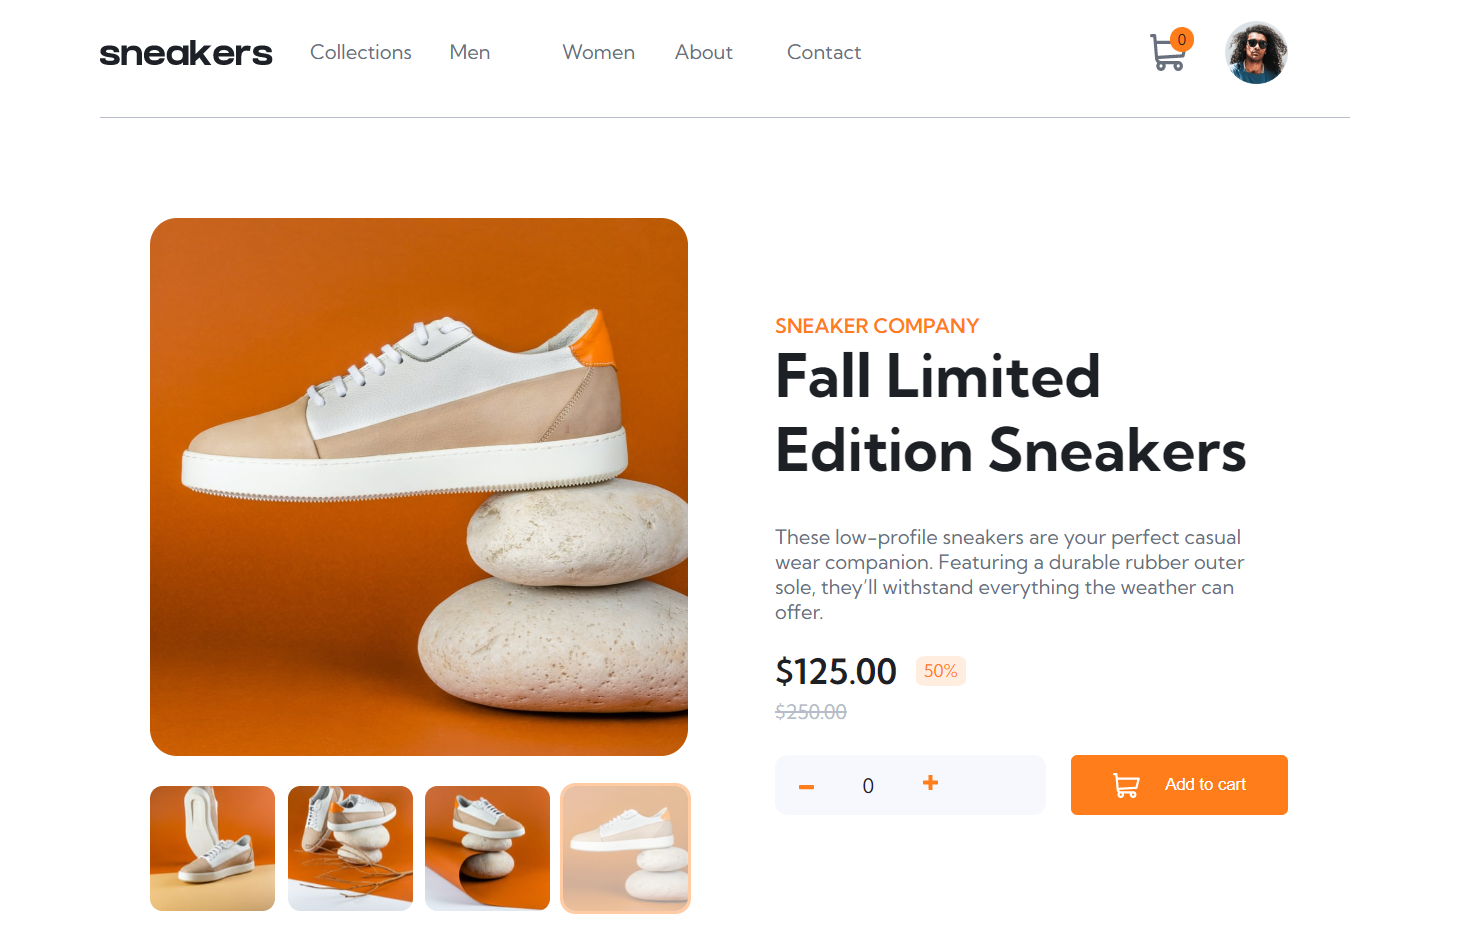 sneakers Collections Men Women About Contact 0
SNEAKER COMPANY
Fall Limited
Edition Sneakers
These low-profile sneakers are your perfect casual
wear companion. Featuring a durable rubber outer
sole, they’ll withstand everything the weather can
offer.
$125.00 50%
$250.00
0 Add to cart